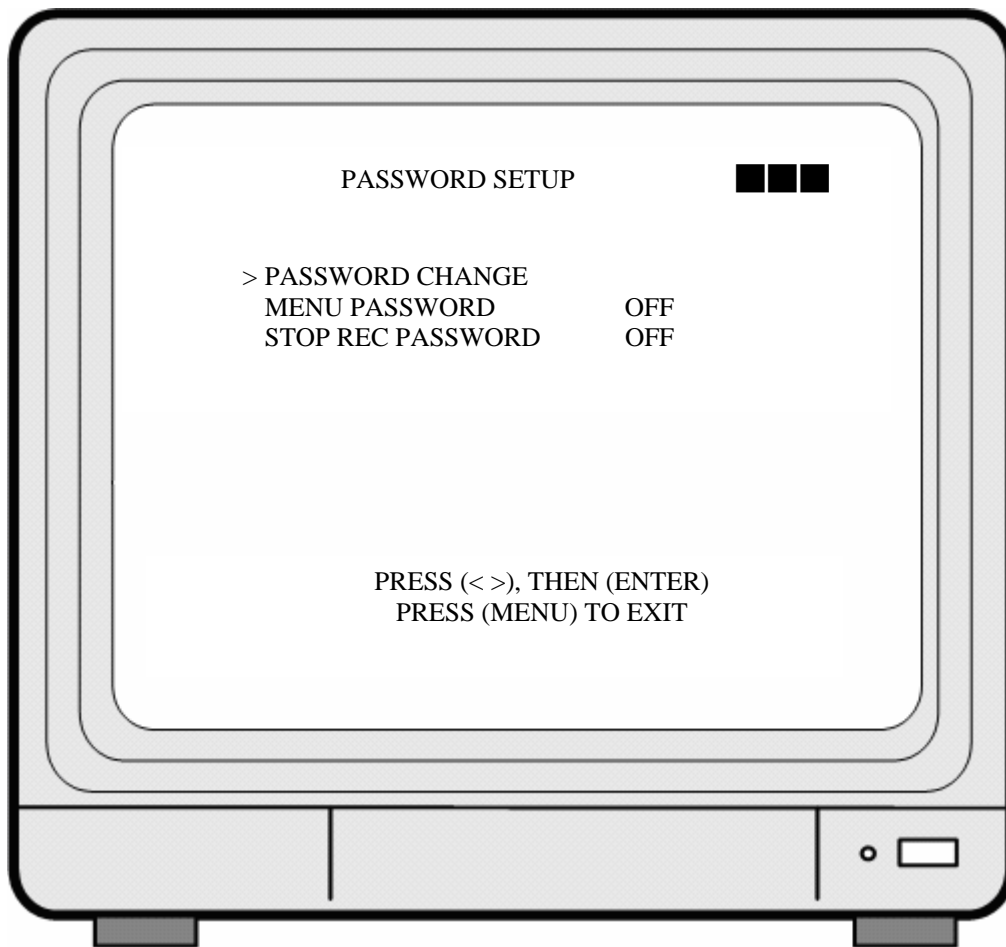 PASSWORD SETUP
> PASSWORD CHANGE
MENU PASSWORD OFF
STOP REC PASSWORD OFF
PRESS (< >), THEN (ENTER)
PRESS (MENU) TO EXIT